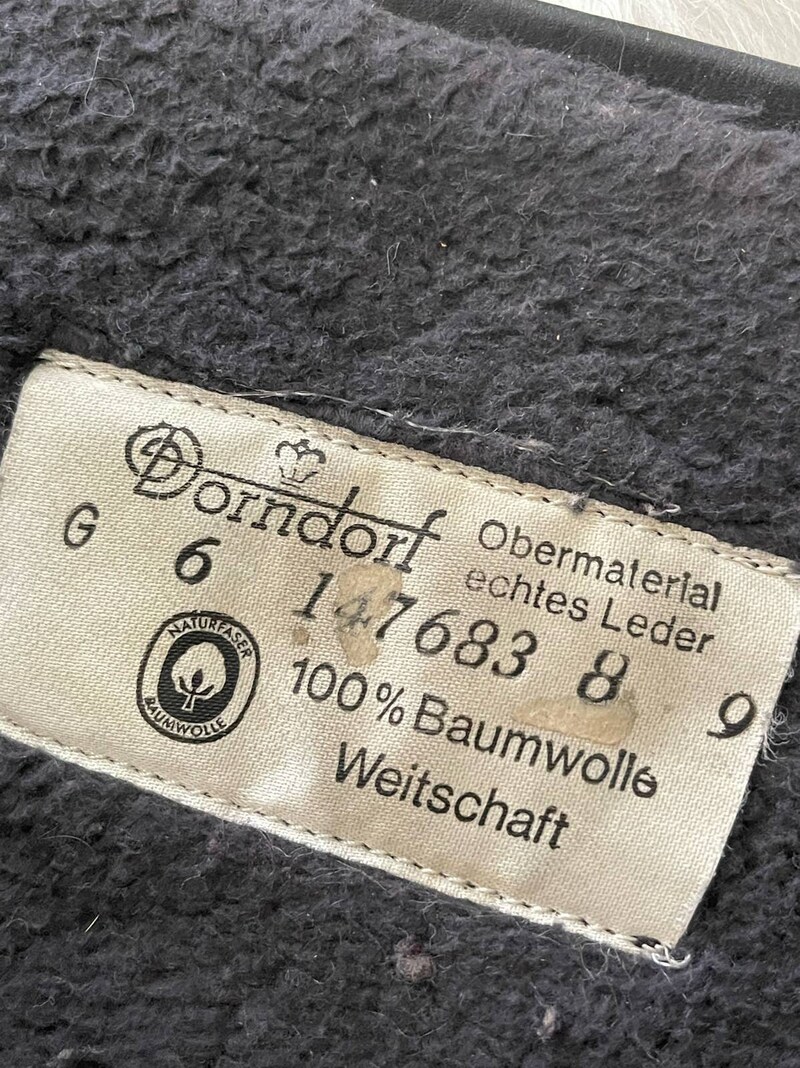 Dorndorf
Obermaterial
echtes Leder
G 6 147683 8 9
NATURFASER
BAUMWOLLE
100% Baumwolle
Weitschaft